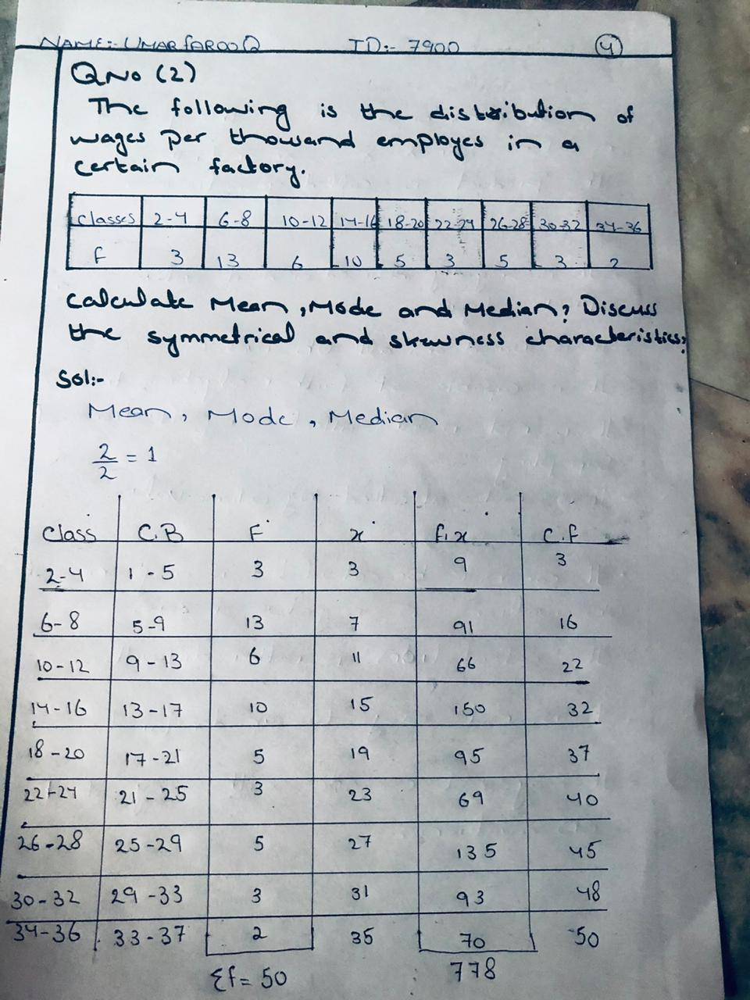 NAME:- UMAR FAROOQ ID:- 7900 4
Q No (2)
The following is the distribution of
wages per thousand employes in a
certain factory.
Classes 2-4 6-8 10-12 14-16 18-20 22-24 26-28 30-32 34-36
f 3 13 6 10 5 3 5 3 2
Calculate Mean, Mode and Median? Discuss
the symmetrical and skewness characteristics?
Sol:-
Mean, Mode, Median
2/2 = 1
Class C.B F x f.x C.f
2-4 1-5 3 3 9 3
6-8 5-9 13 7 91 16
10-12 9-13 6 11 66 22
14-16 13-17 10 15 150 32
18-20 17-21 5 19 95 37
22-24 21-25 3 23 69 40
26-28 25-29 5 27 135 45
30-32 29-33 3 31 93 48
34-36 33-37 2 35 70 50
Σf = 50 778